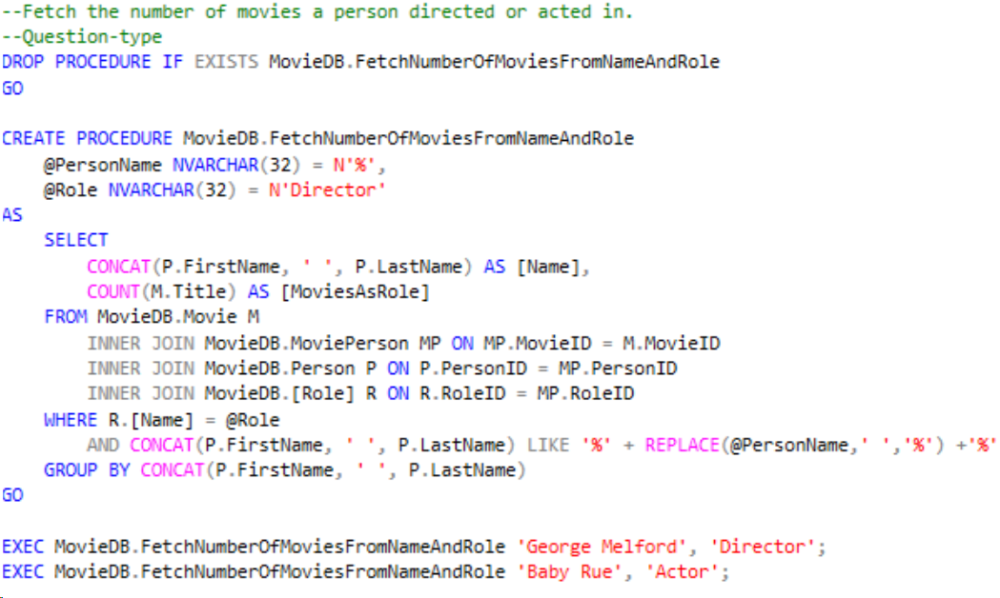 --Fetch the number of movies a person directed or acted in.
--Question-type
DROP PROCEDURE IF EXISTS MovieDB.FetchNumberOfMoviesFromNameAndRole
GO
CREATE PROCEDURE MovieDB.FetchNumberOfMoviesFromNameAndRole
@PersonName NVARCHAR(32) = N'%',
@Role NVARCHAR(32) = N'Director'
AS
SELECT
CONCAT(P.FirstName, ' ', P.LastName) AS [Name],
COUNT(M.Title) AS [MoviesAsRole]
FROM MovieDB.Movie M
INNER JOIN MovieDB.MoviePerson MP ON MP.MovieID = M.MovieID
INNER JOIN MovieDB.Person P ON P.PersonID = MP.PersonID
INNER JOIN MovieDB.[Role] R ON R.RoleID = MP.RoleID
WHERE R.[Name] = @Role
AND CONCAT(P.FirstName, ' ', P.LastName) LIKE '%' + REPLACE(@PersonName,' ','%') +'%'
GROUP BY CONCAT(P.FirstName, ' ', P.LastName)
GO
EXEC MovieDB.FetchNumberOfMoviesFromNameAndRole 'George Melford', 'Director';
EXEC MovieDB.FetchNumberOfMoviesFromNameAndRole 'Baby Rue', 'Actor';